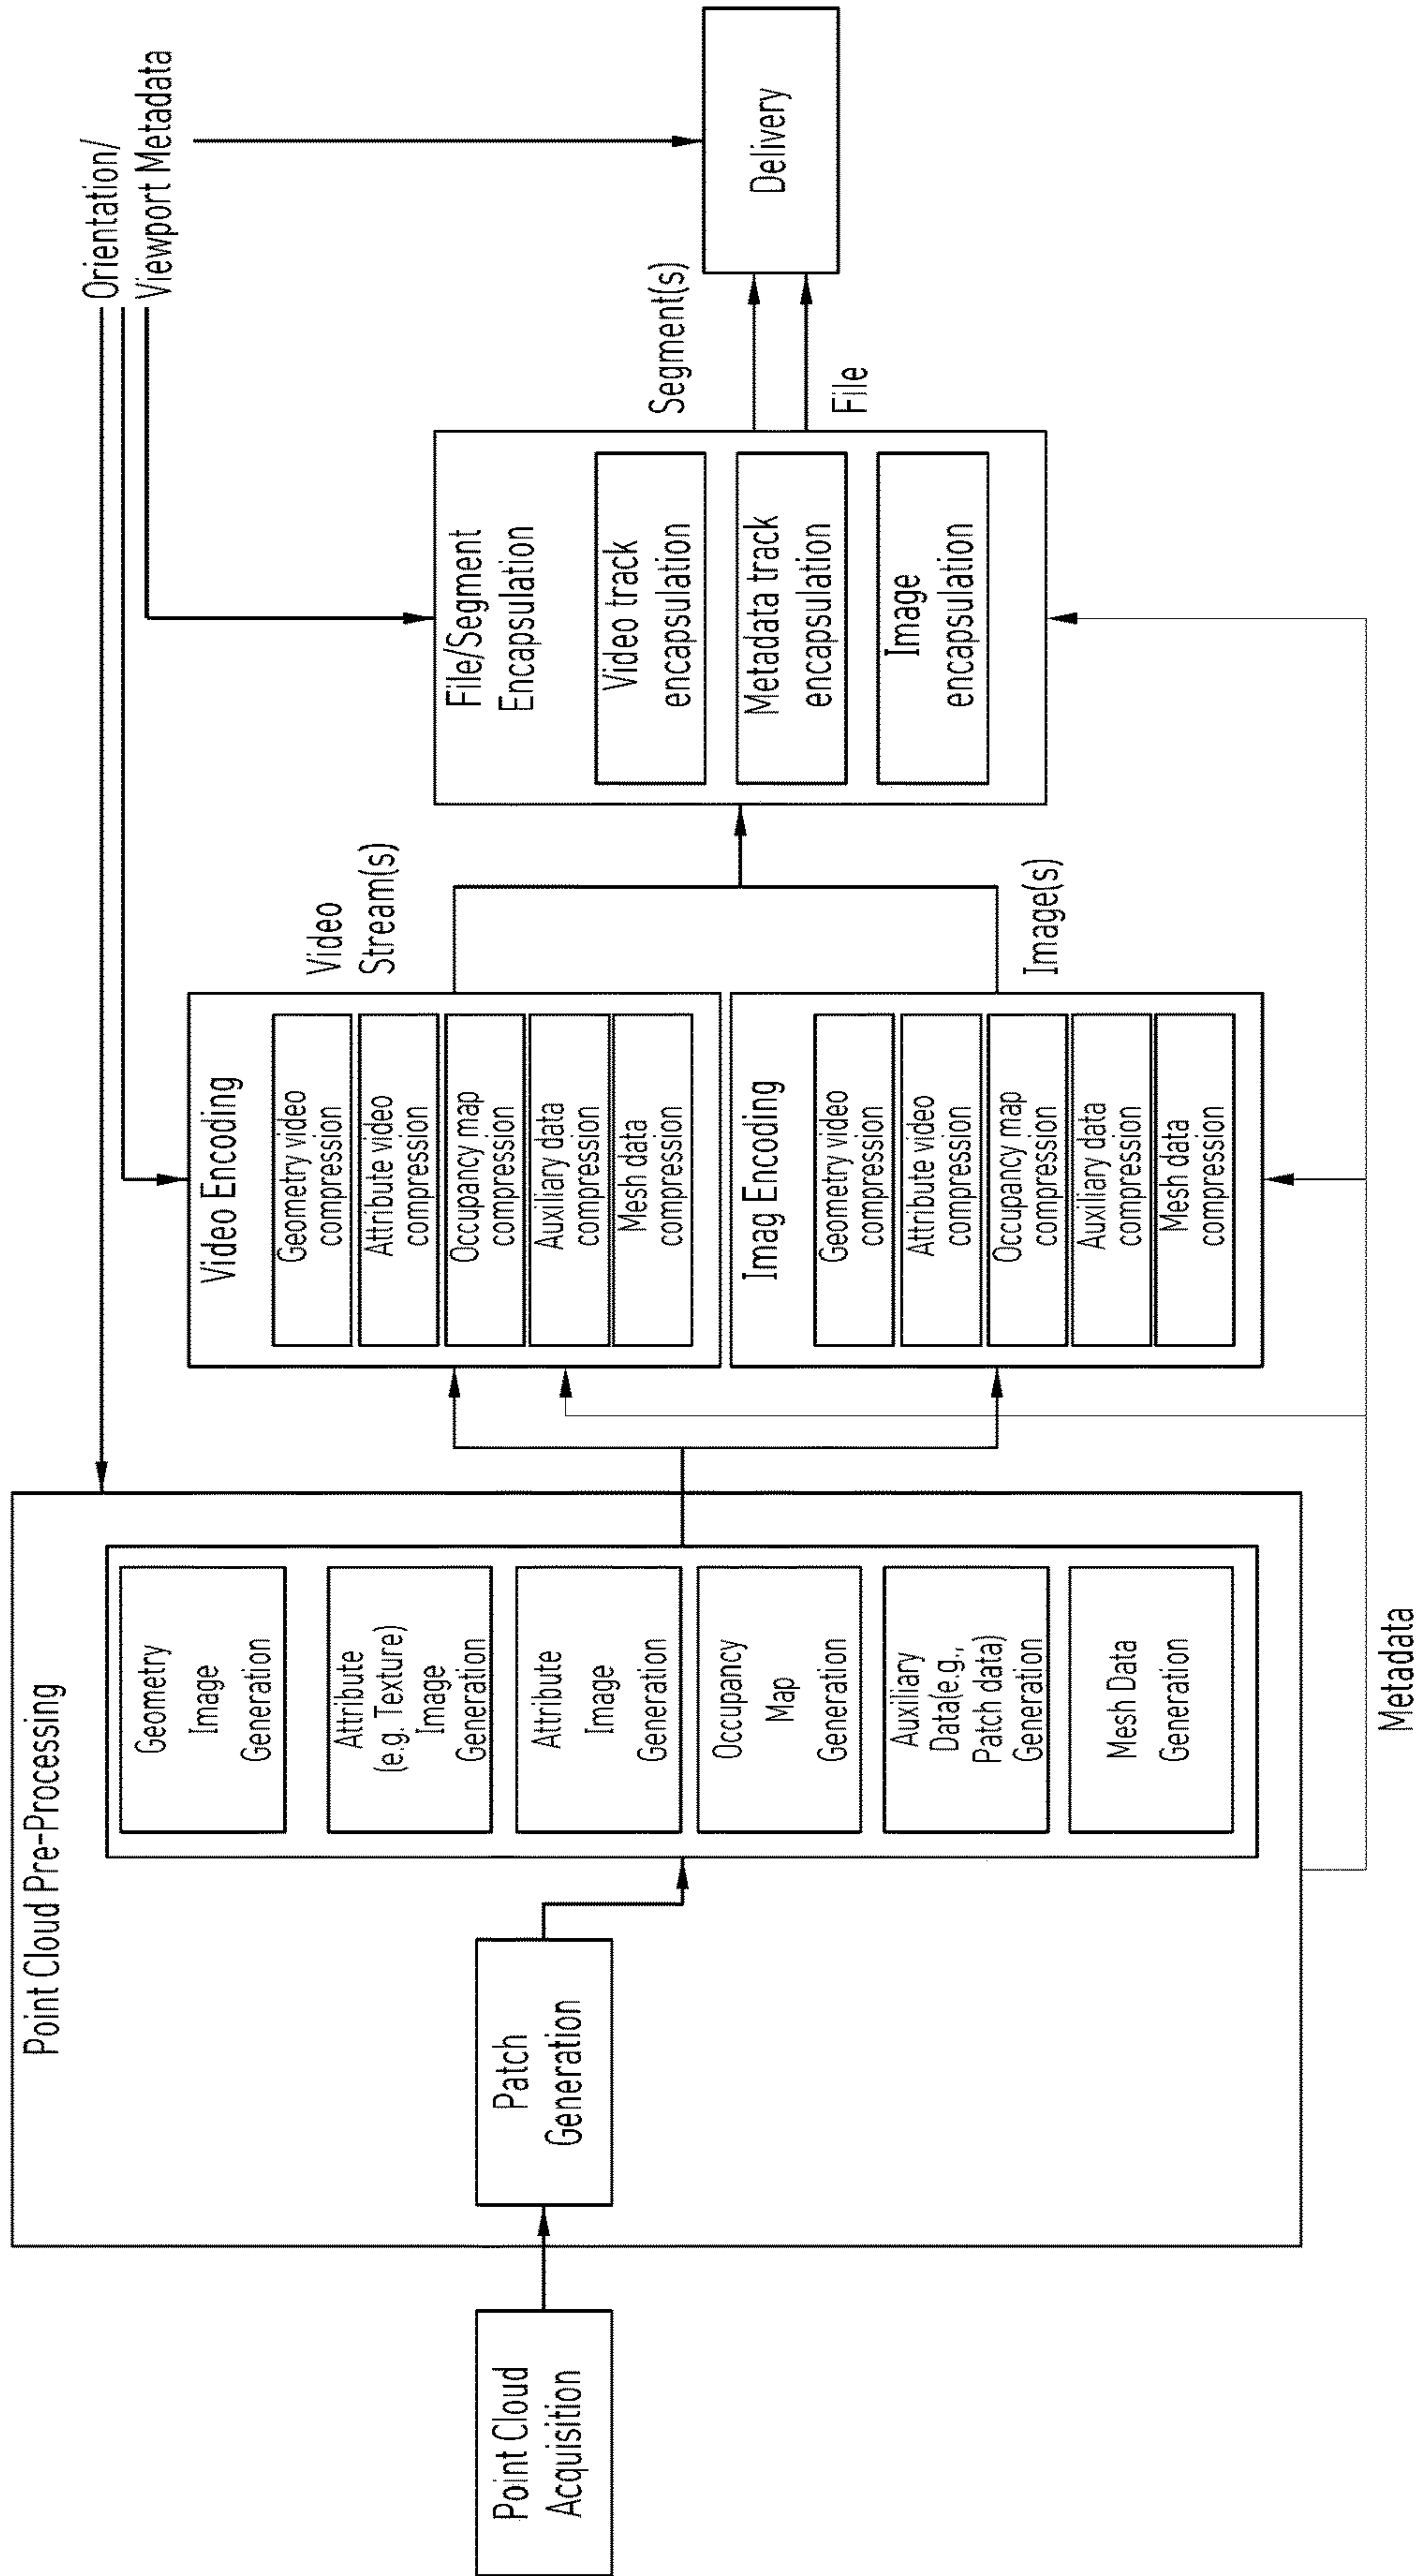 Point Cloud
Acquisition
Point Cloud Pre-Processing
Patch
Generation
Geometry
Image
Generation
Attribute
(e.g. Texture)
Image
Generation
Attribute
Image
Generation
Occupancy
Map
Generation
Auxiliary
Data(e.g.,
Patch data)
Generation
Mesh Data
Generation
Metadata
Video Encoding
Geometry video
compression
Attribute video
compression
Occupancy map
compression
Auxiliary data
compression
Mesh data
compression
Imag Encoding
Geometry video
compression
Attribute video
compression
Occupancy map
compression
Auxiliary data
compression
Mesh data
compression
Video
Stream(s)
Image(s)
File/Segment
Encapsulation
Video track
encapsulation
Metadata track
encapsulation
Image
encapsulation
Orientation/
Viewport Metadata
Segment(s)
File
Delivery